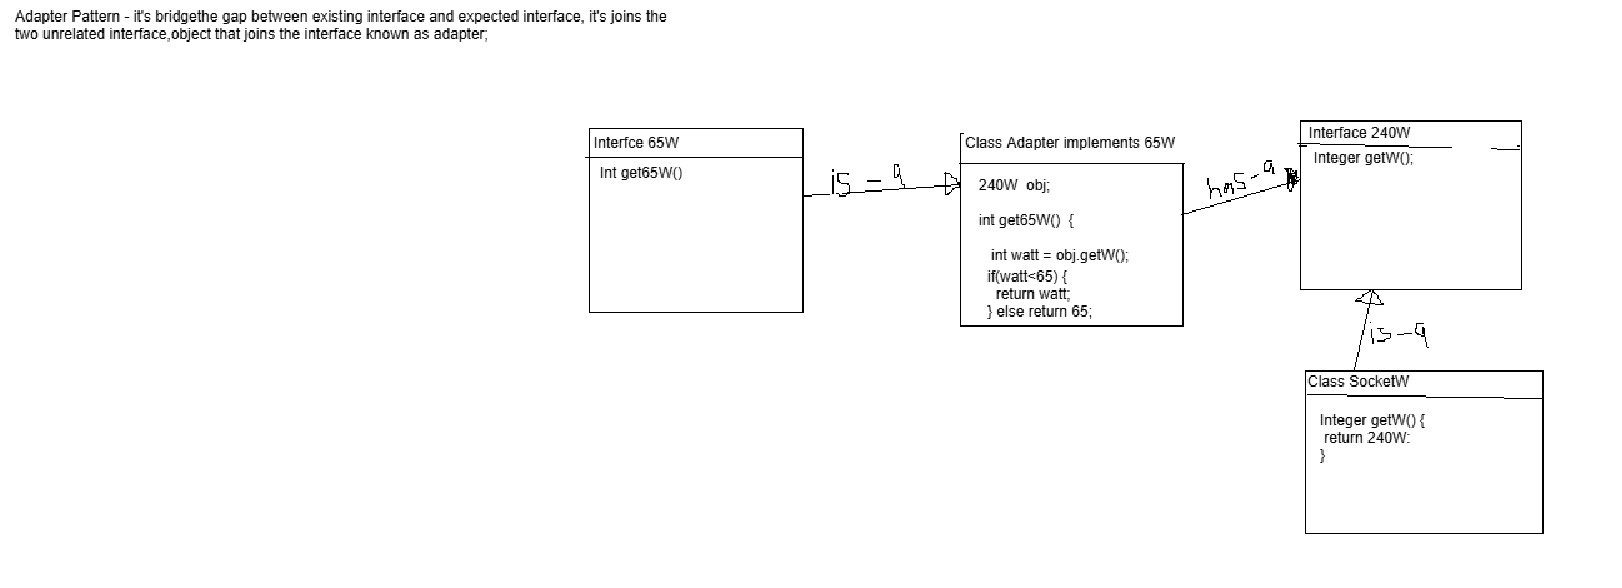 Adapter Pattern - it's bridgethe gap between existing interface and expected interface, it's joins the
two unrelated interface,object that joins the interface known as adapter;
Interfce 65W
Int get65W()
is-a
Class Adapter implements 65W
240W obj;
int get65W() {
int watt = obj.getW();
if(watt<65) {
return watt;
} else return 65;
has-a
Interface 240W
Integer getW();
is-a
Class SocketW
Integer getW() {
return 240W:
}